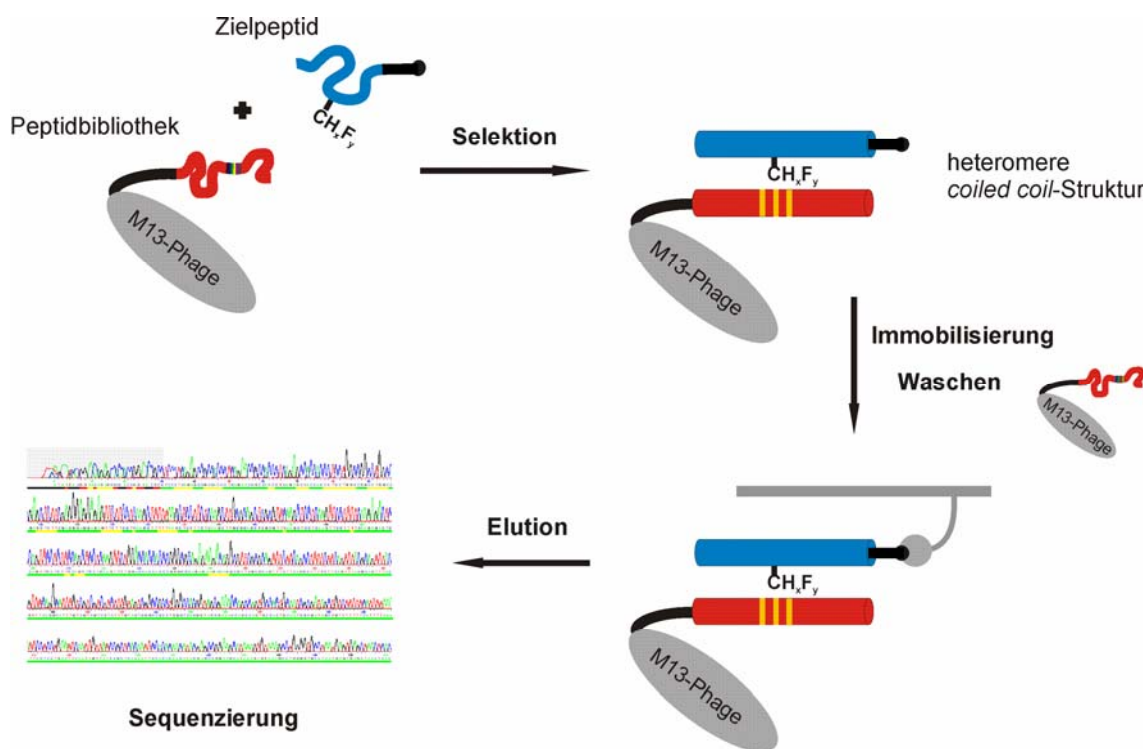 Zielpeptid
Peptidbibliothek
CHxFy
M13-Phage
Selektion
CHxFy
M13-Phage
heteromere
coiled coil-Struktur
Immobilisierung
Waschen
M13-Phage
Elution
CHxFy
M13-Phage
Sequenzierung